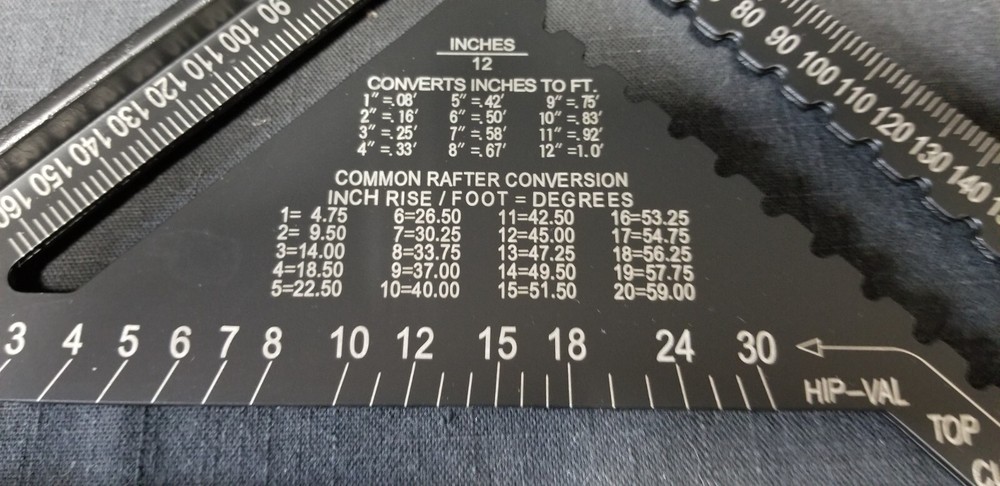 INCHES
12
CONVERTS INCHES TO FT.
1" =.08' 5" =.42' 9" =.75'
2" =.16' 6" =.50' 10" =.83'
3" =.25' 7" =.58' 11" =.92'
4" =.33' 8" =.67' 12" =1.0'
COMMON RAFTER CONVERSION
INCH RISE / FOOT = DEGREES
1= 4.75 6=26.50 11=42.50 16=53.25
2= 9.50 7=30.25 12=45.00 17=54.75
3=14.00 8=33.75 13=47.25 18=56.25
4=18.50 9=37.00 14=49.50 19=57.75
5=22.50 10=40.00 15=51.50 20=59.00
3 4 5 6 7 8 10 12 15 18 24 30
HIP-VAL
TOP
90 100 110 120 130 140 150 160
80 90 100 110 120 130 140